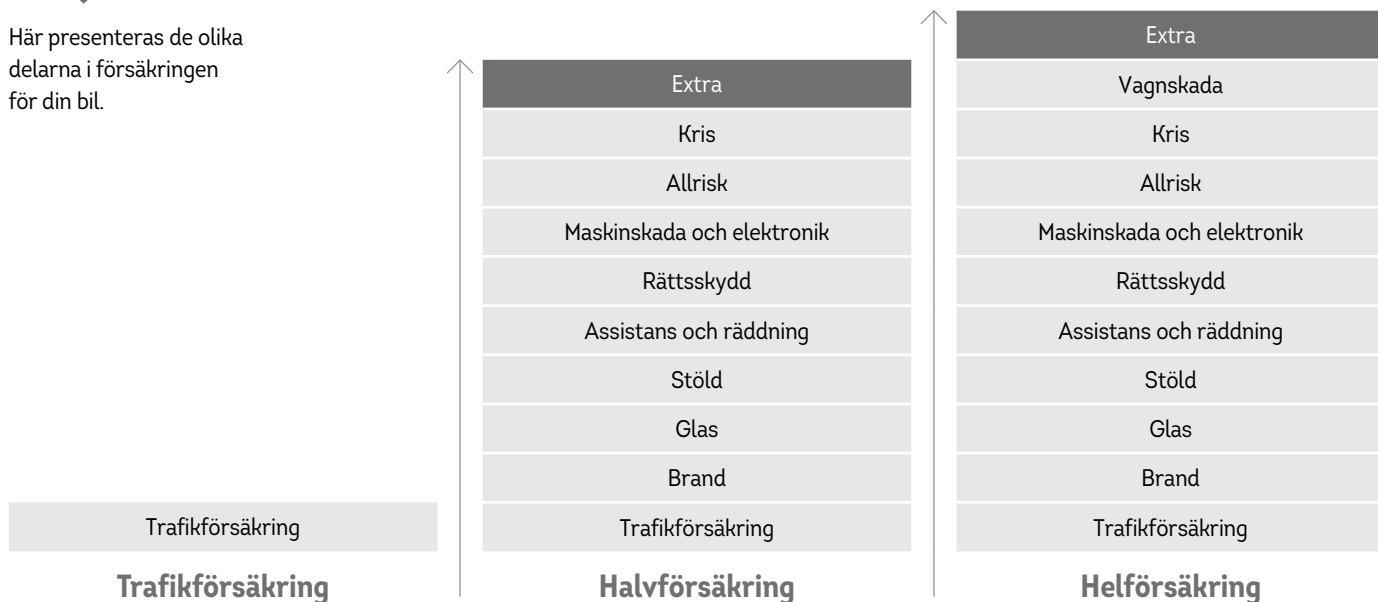 Här presenteras de olika
delarna i försäkringen
för din bil.
Trafikförsäkring
Trafikförsäkring
Extra
Kris
Allrisk
Maskinskada och elektronik
Rättsskydd
Assistans och räddning
Stöld
Glas
Brand
Trafikförsäkring
Halvförsäkring
Extra
Vagnskada
Kris
Allrisk
Maskinskada och elektronik
Rättsskydd
Assistans och räddning
Stöld
Glas
Brand
Trafikförsäkring
Helförsäkring